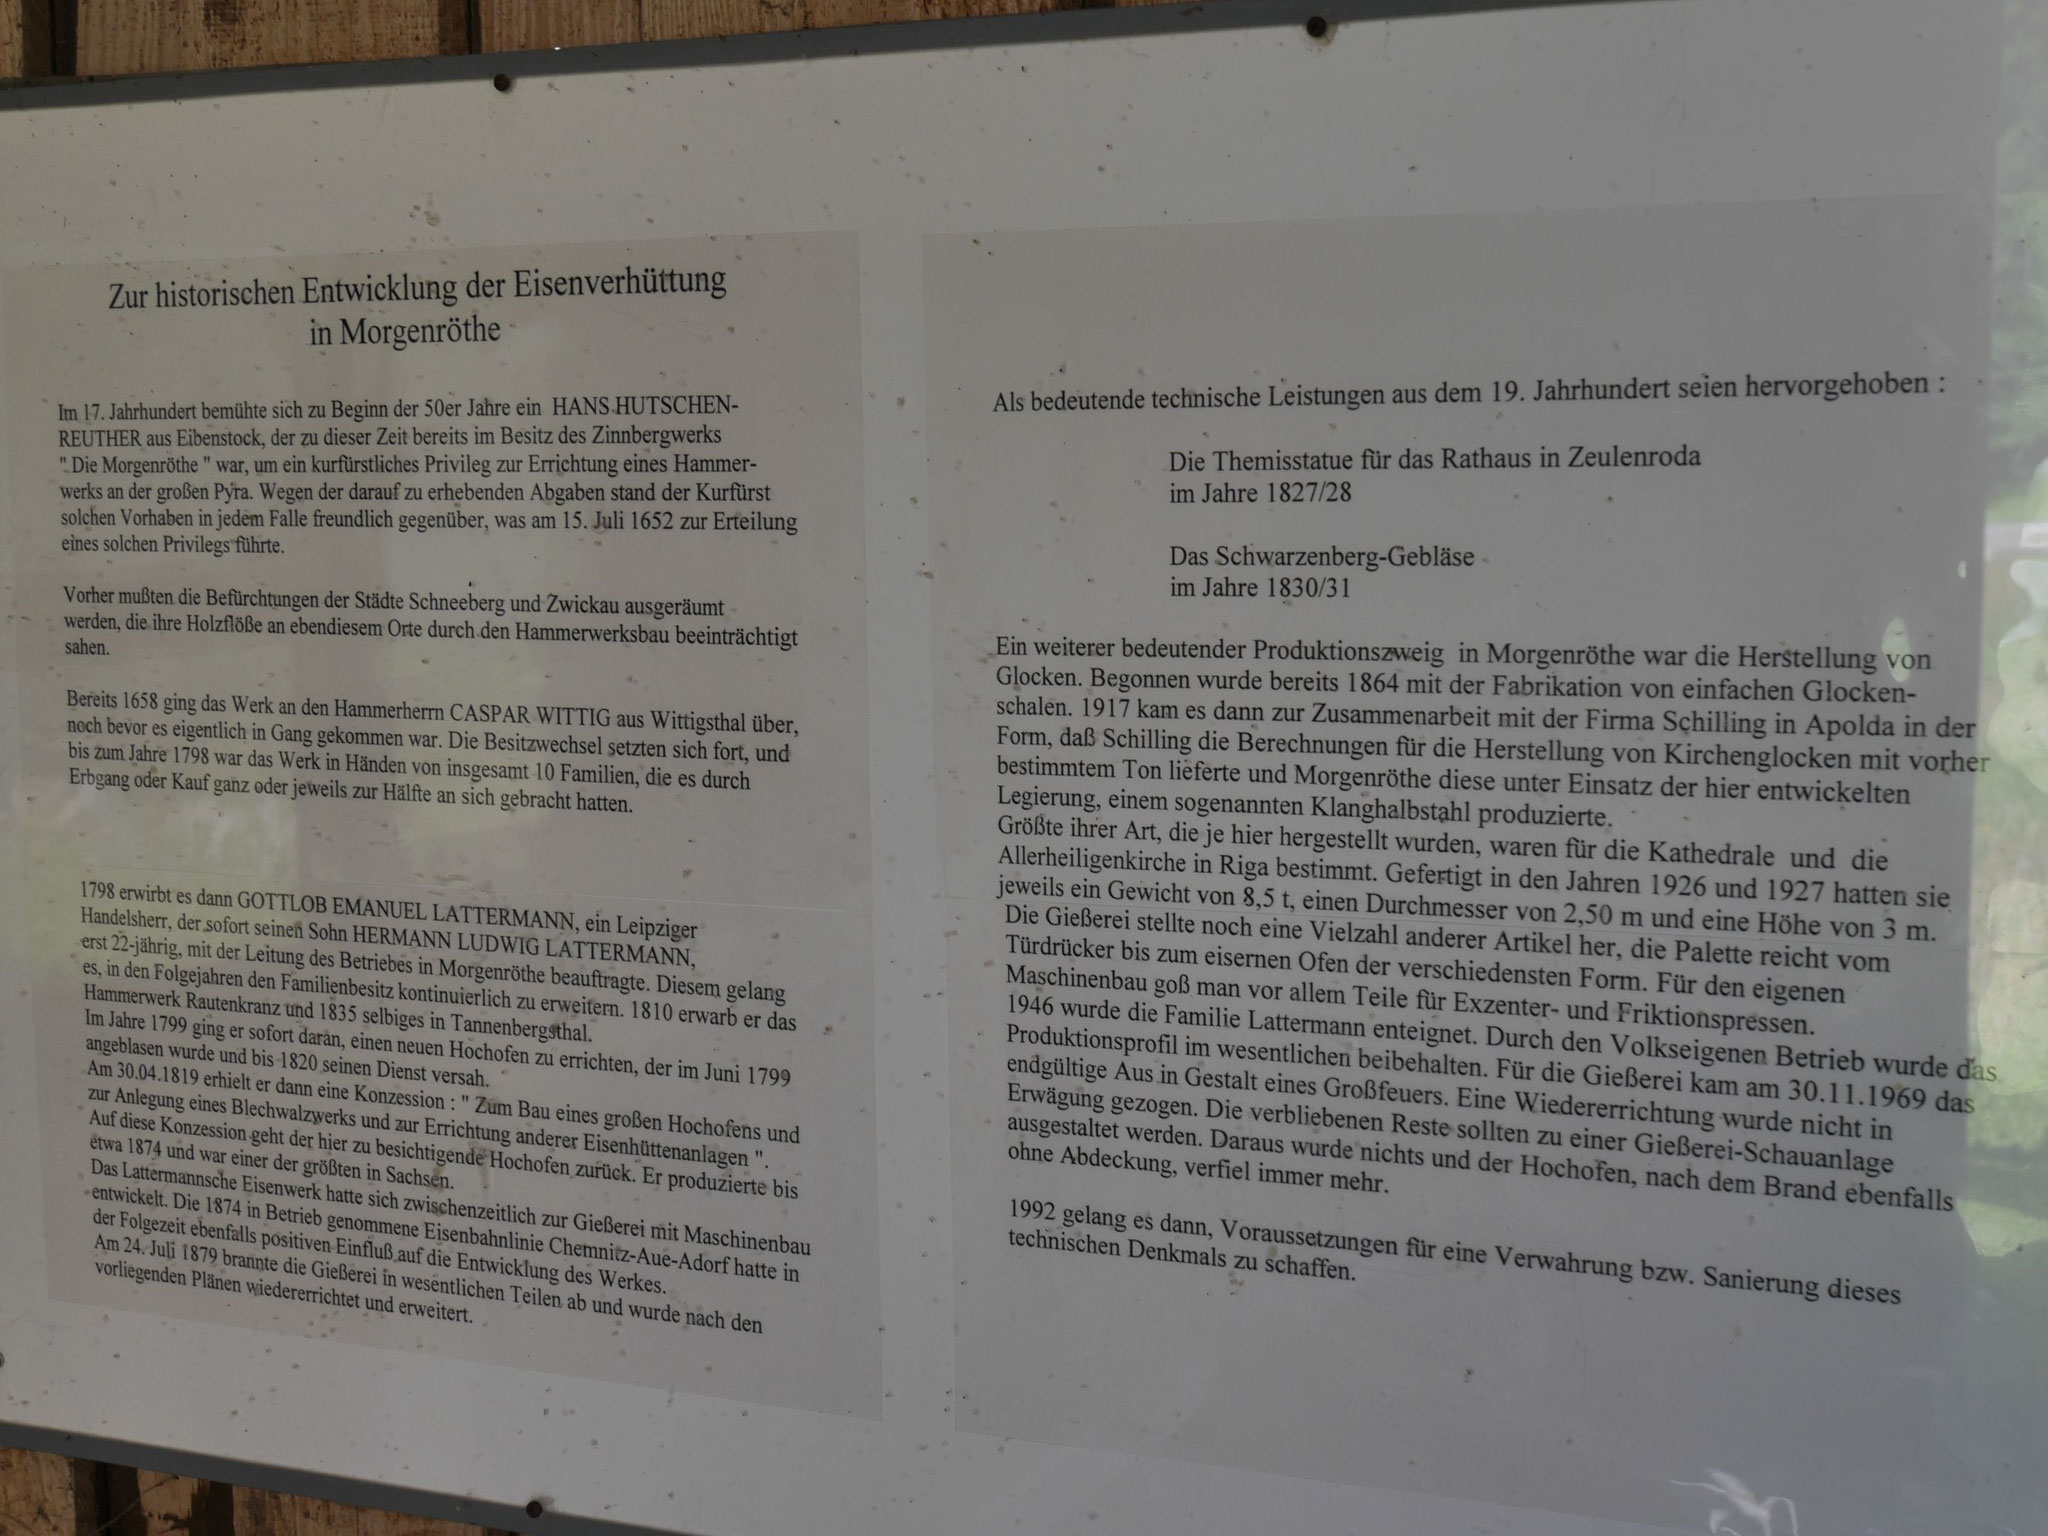 Zur historischen Entwicklung der Eisenverhüttung
in Morgenröthe
Im 17. Jahrhundert bemühte sich zu Beginn der 50er Jahre ein HANS HUTSCHEN-
REUTHER aus Eibenstock, der zu dieser Zeit bereits im Besitz des Zinnbergwerks
" Die Morgenröthe " war, um ein kurfürstliches Privileg zur Errichtung eines Hammer-
werks an der großen Pyra. Wegen der darauf zu erhebenden Abgaben stand der Kurfürst
solchen Vorhaben in jedem Falle freundlich gegenüber, was am 15. Juli 1652 zur Erteilung
eines solchen Privilegs führte.
Vorher mußten die Befürchtungen der Städte Schneeberg und Zwickau ausgeräumt
werden, die ihre Holzflöße an ebendiesem Orte durch den Hammerwerksbau beeinträchtigt
sahen.
Bereits 1658 ging das Werk an den Hammerherrn CASPAR WITTIG aus Wittigsthal über,
noch bevor es eigentlich in Gang gekommen war. Die Besitzwechsel setzten sich fort, und
bis zum Jahre 1798 war das Werk in Händen von insgesamt 10 Familien, die es durch
Erbgang oder Kauf ganz oder jeweils zur Hälfte an sich gebracht hatten.
1798 erwirbt es dann GOTTLOB EMANUEL LATTERMANN, ein Leipziger
Handelsherr, der sofort seinen Sohn HERMANN LUDWIG LATTERMANN,
erst 22-jährig, mit der Leitung des Betriebes in Morgenröthe beauftragte. Diesem gelang
es, in den Folgejahren den Familienbesitz kontinuierlich zu erweitern. 1810 erwarb er das
Hammerwerk Rautenkranz und 1835 selbiges in Tannenbergsthal.
Im Jahre 1799 ging er sofort daran, einen neuen Hochofen zu errichten, der im Juni 1799
angeblasen wurde und bis 1820 seinen Dienst versah.
Am 30.04.1819 erhielt er dann eine Konzession : " Zum Bau eines großen Hochofens und
zur Anlegung eines Blechwalzwerks und zur Errichtung anderer Eisenhüttenanlagen ".
Auf diese Konzession geht der hier zu besichtigende Hochofen zurück. Er produzierte bis
etwa 1874 und war einer der größten in Sachsen.
Das Lattermannsche Eisenwerk hatte sich zwischenzeitlich zur Gießerei mit Maschinenbau
entwickelt. Die 1874 in Betrieb genommene Eisenbahnlinie Chemnitz-Aue-Adorf hatte in
der Folgezeit ebenfalls positiven Einfluß auf die Entwicklung des Werkes.
Am 24. Juli 1879 brannte die Gießerei in wesentlichen Teilen ab und wurde nach den
vorliegenden Plänen wiedererrichtet und erweitert.
Als bedeutende technische Leistungen aus dem 19. Jahrhundert seien hervorgehoben :
Die Themisstatue für das Rathaus in Zeulenroda
im Jahre 1827/28
Das Schwarzenberg-Gebläse
im Jahre 1830/31
Ein weiterer bedeutender Produktionszweig in Morgenröthe war die Herstellung von
Glocken. Begonnen wurde bereits 1864 mit der Fabrikation von einfachen Glocken-
schalen. 1917 kam es dann zur Zusammenarbeit mit der Firma Schilling in Apolda in der
Form, daß Schilling die Berechnungen für die Herstellung von Kirchenglocken mit vorher
bestimmtem Ton lieferte und Morgenröthe diese unter Einsatz der hier entwickelten
Legierung, einem sogenannten Klanghalbstahl produzierte.
Größte ihrer Art, die je hier hergestellt wurden, waren für die Kathedrale und die
Allerheiligenkirche in Riga bestimmt. Gefertigt in den Jahren 1926 und 1927 hatten sie
jeweils ein Gewicht von 8,5 t, einen Durchmesser von 2,50 m und eine Höhe von 3 m.
Die Gießerei stellte noch eine Vielzahl anderer Artikel her, die Palette reicht vom
Türdrücker bis zum eisernen Ofen der verschiedensten Form. Für den eigenen
Maschinenbau goß man vor allem Teile für Exzenter- und Friktionspressen.
1946 wurde die Familie Lattermann enteignet. Durch den Volkseigenen Betrieb wurde das
Produktionsprofil im wesentlichen beibehalten. Für die Gießerei kam am 30.11.1969 das
endgültige Aus in Gestalt eines Großfeuers. Eine Wiedererrichtung wurde nicht in
Erwägung gezogen. Die verbliebenen Reste sollten zu einer Gießerei-Schauanlage
ausgestaltet werden. Daraus wurde nichts und der Hochofen, nach dem Brand ebenfalls
ohne Abdeckung, verfiel immer mehr.
1992 gelang es dann, Voraussetzungen für eine Verwahrung bzw. Sanierung dieses
technischen Denkmals zu schaffen.